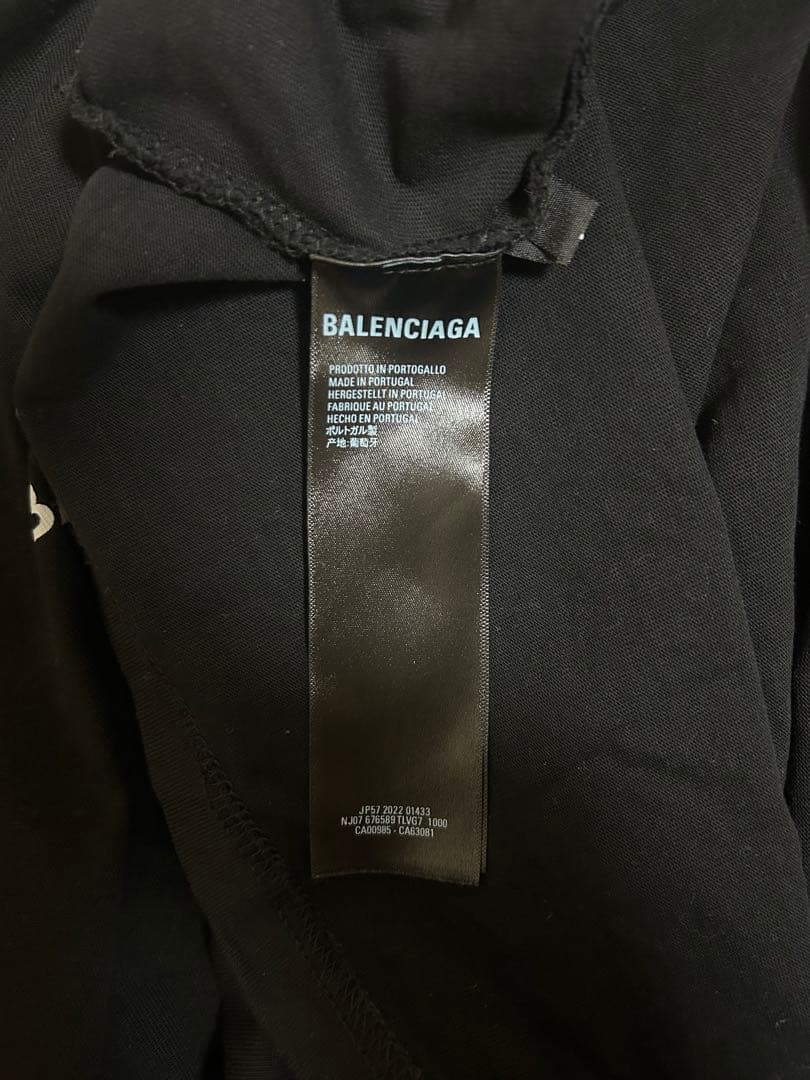 BALENCIAGA
PRODOTTO IN PORTOGALLO
MADE IN PORTUGAL
HERGESTELLT IN PORTUGAL
FABRIQUE AU PORTUGAL
HECHO EN PORTUGAL
ポルトガル製
产地:葡萄牙
B
JP57 2022 01433
NJ07 676589 TLVG7 1000
CA00985 - CA63081